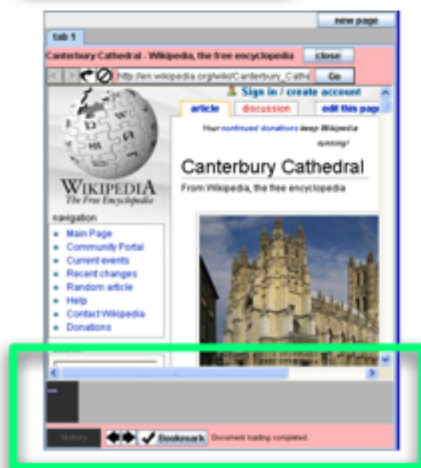 new page
tab 1
Canterbury Cathedral - Wikipedia, the free encyclopedia close
http://en.wikipedia.org/wiki/Canterbury_Cathe Go
Sign in / create account
article discussion edit this page
Your continued donations keep Wikipedia
running!
Canterbury Cathedral
From Wikipedia, the free encyclopedia
WIKIPEDIA
The Free Encyclopedia
navigation
Main Page
Community Portal
Current events
Recent changes
Random article
Help
Contact Wikipedia
Donations
History Bookmark Document loading completed.